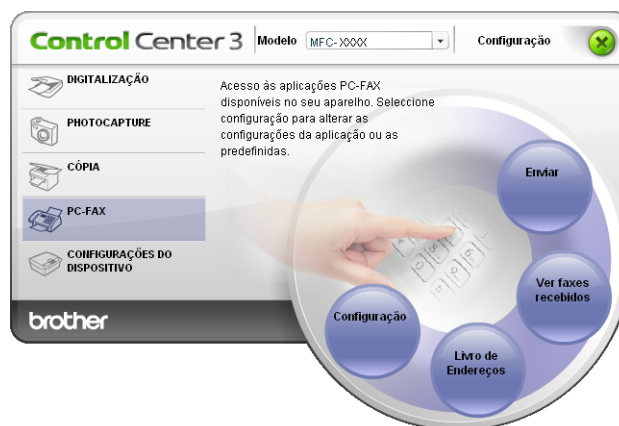 Control Center 3
Modelo
MFC-XXXX
Configuração
DIGITALIZAÇÃO
PHOTOCAPTURE
CÓPIA
PC-FAX
CONFIGURAÇÕES DO
DISPOSITIVO
brother
Acesso às aplicações PC-FAX
disponíveis no seu aparelho. Seleccione
configuração para alterar as
configurações da aplicação ou as
predefinidas.
Enviar
Ver faxes
recebidos
Livro de
Endereços
Configuração